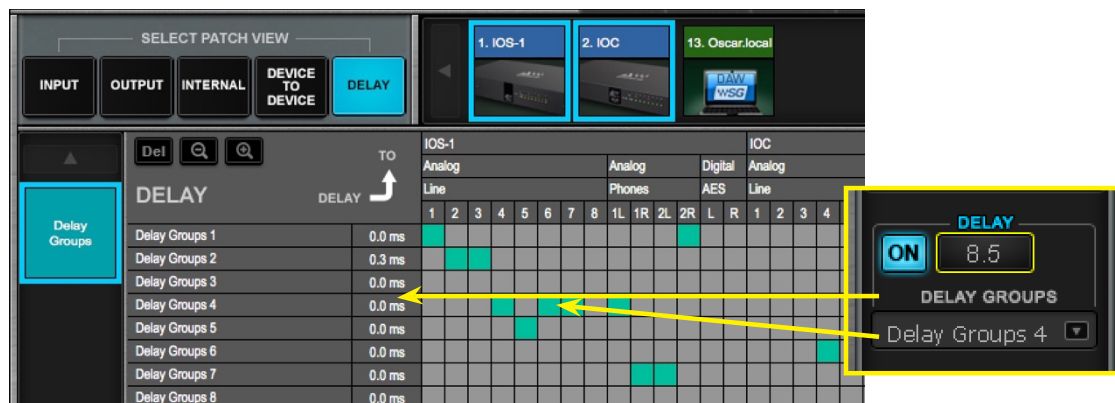 SELECT PATCH VIEW
INPUT OUTPUT INTERNAL DEVICE TO DEVICE DELAY
1. IOS-1 2. IOC 13. Oscar.local
DAW
WSG
Del
TO
DELAY
DELAY
Delay Groups
IOS-1 IOC
Analog Analog Digital Analog
Line Phones AES Line
1 2 3 4 5 6 7 8 1L 1R 2L 2R L R 1 2 3 4
Delay Groups 1 0.0 ms
Delay Groups 2 0.3 ms
Delay Groups 3 0.0 ms
Delay Groups 4 0.0 ms
Delay Groups 5 0.0 ms
Delay Groups 6 0.0 ms
Delay Groups 7 0.0 ms
Delay Groups 8 0.0 ms
DELAY
ON 8.5
DELAY GROUPS
Delay Groups 4